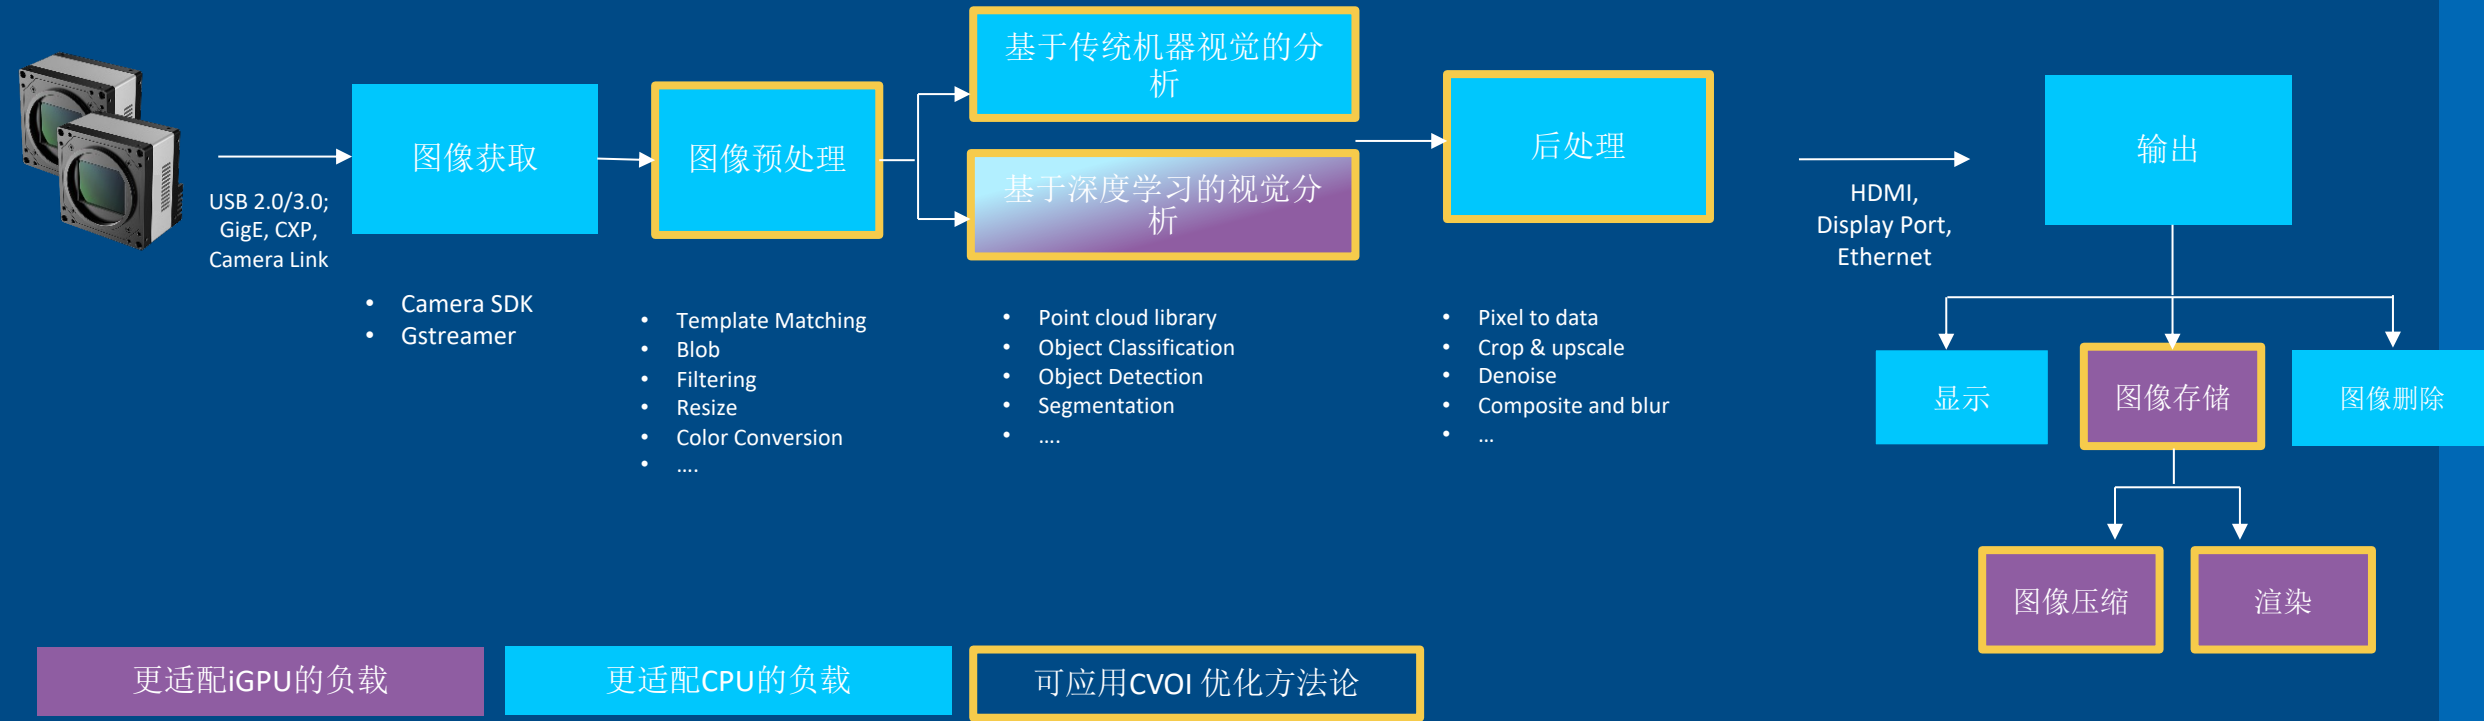 USB 2.0/3.0;
GigE, CXP,
Camera Link
图像获取
• Camera SDK
• Gstreamer
图像预处理
• Template Matching
• Blob
• Filtering
• Resize
• Color Conversion
• ....
基于传统机器视觉的分
析
基于深度学习的视觉分
析
• Point cloud library
• Object Classification
• Object Detection
• Segmentation
• ....
后处理
• Pixel to data
• Crop & upscale
• Denoise
• Composite and blur
• ...
HDMI,
Display Port,
Ethernet
输出
显示
图像存储
图像删除
图像压缩
渲染
更适配iGPU的负载
更适配CPU的负载
可应用CVOI 优化方法论